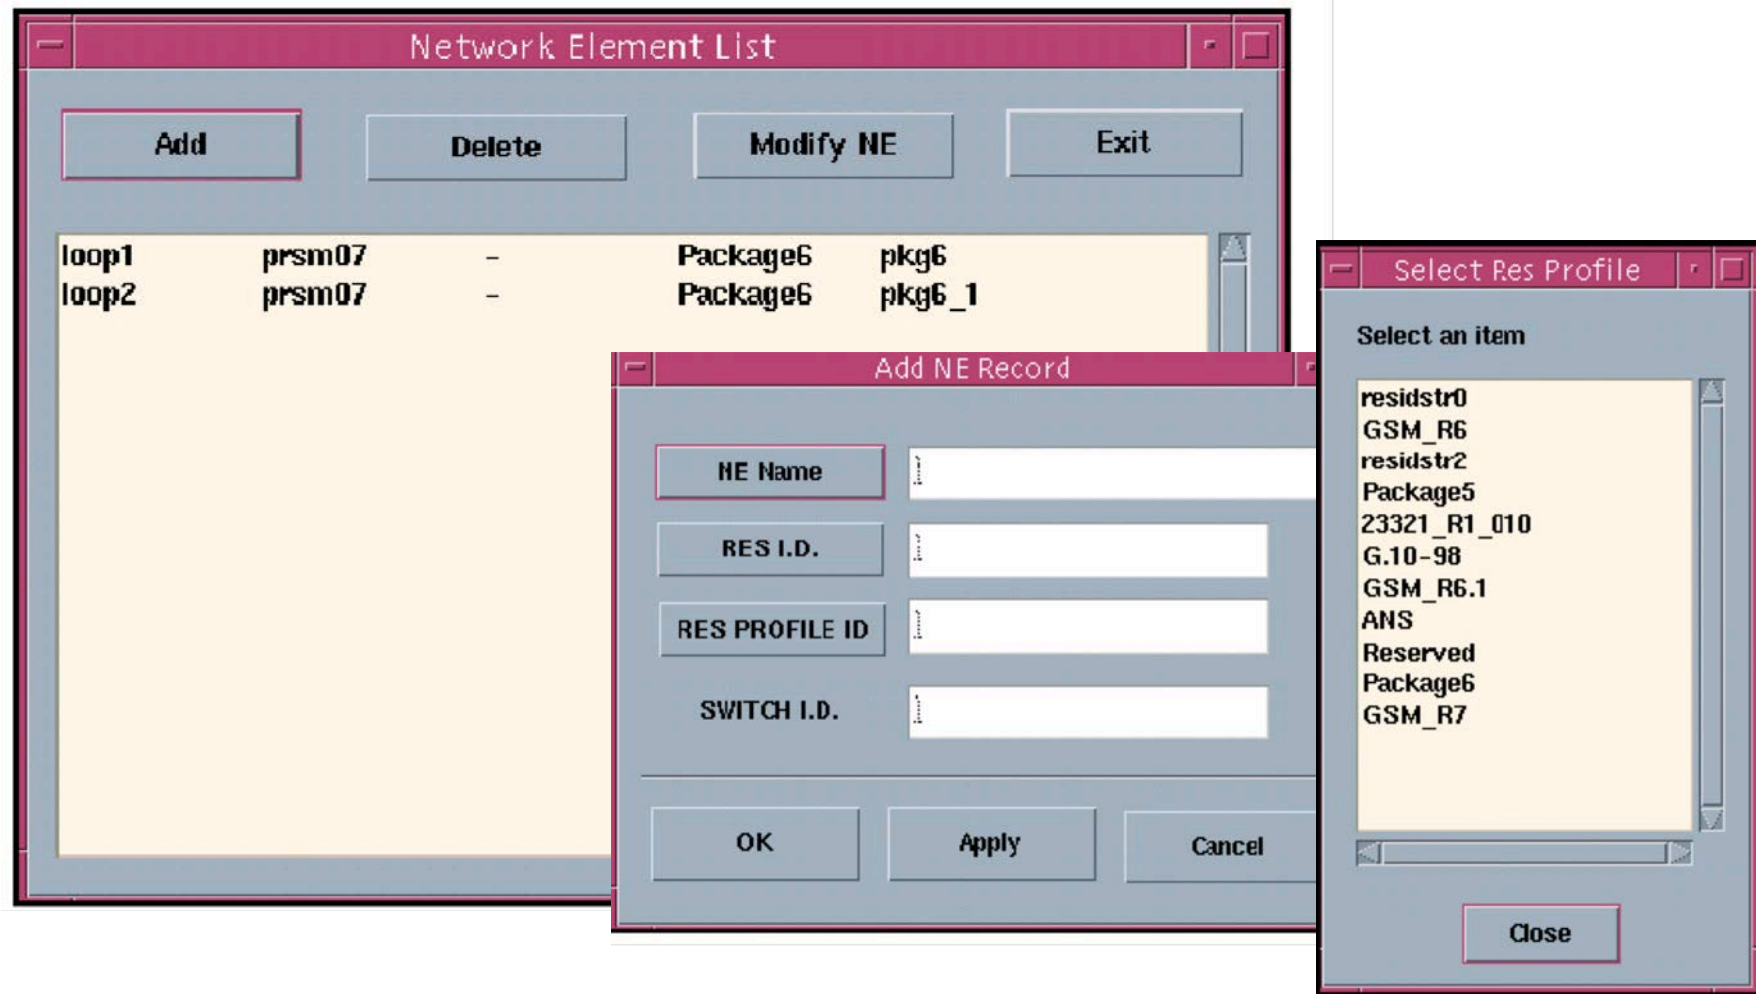 Network Element List
Add Delete Modify NE Exit
loop1 prsm07 - Package6 pkg6
loop2 prsm07 - Package6 pkg6_1
Add NE Record
NE Name
RES I.D.
RES PROFILE ID
SWITCH I.D.
OK Apply Cancel
Select Res Profile
Select an item
residstr0
GSM_R6
residstr2
Package5
23321_R1_010
G.10-98
GSM_R6.1
ANS
Reserved
Package6
GSM_R7
Close